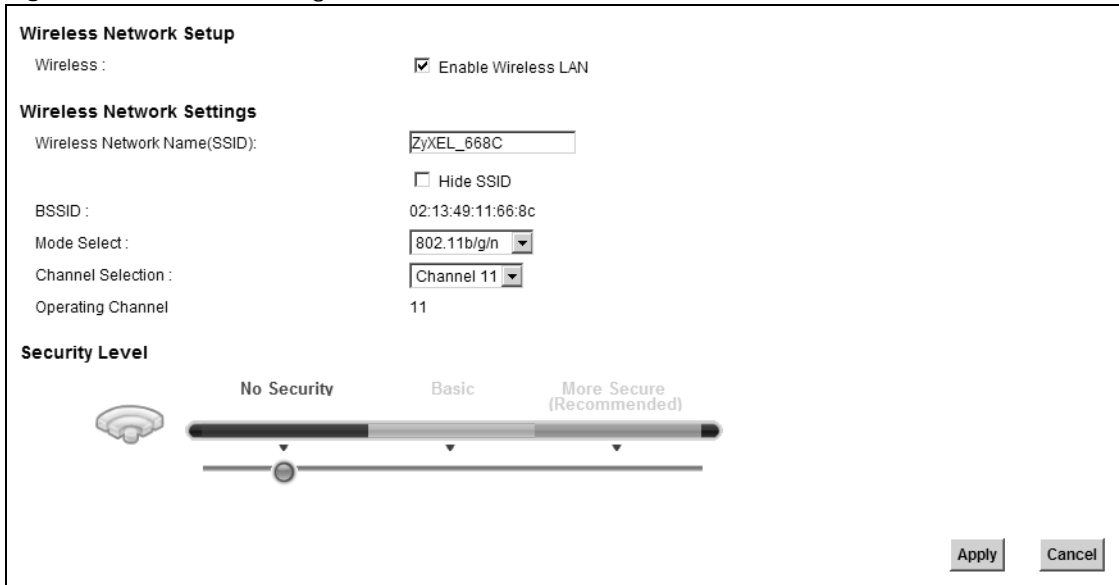 Wireless Network Setup
Wireless : Enable Wireless LAN
Wireless Network Settings
Wireless Network Name(SSID): ZyXEL_668C
Hide SSID
BSSID : 02:13:49:11:66:8c
Mode Select : 802.11b/g/n
Channel Selection : Channel 11
Operating Channel 11
Security Level
No Security Basic More Secure
(Recommended)
Apply Cancel